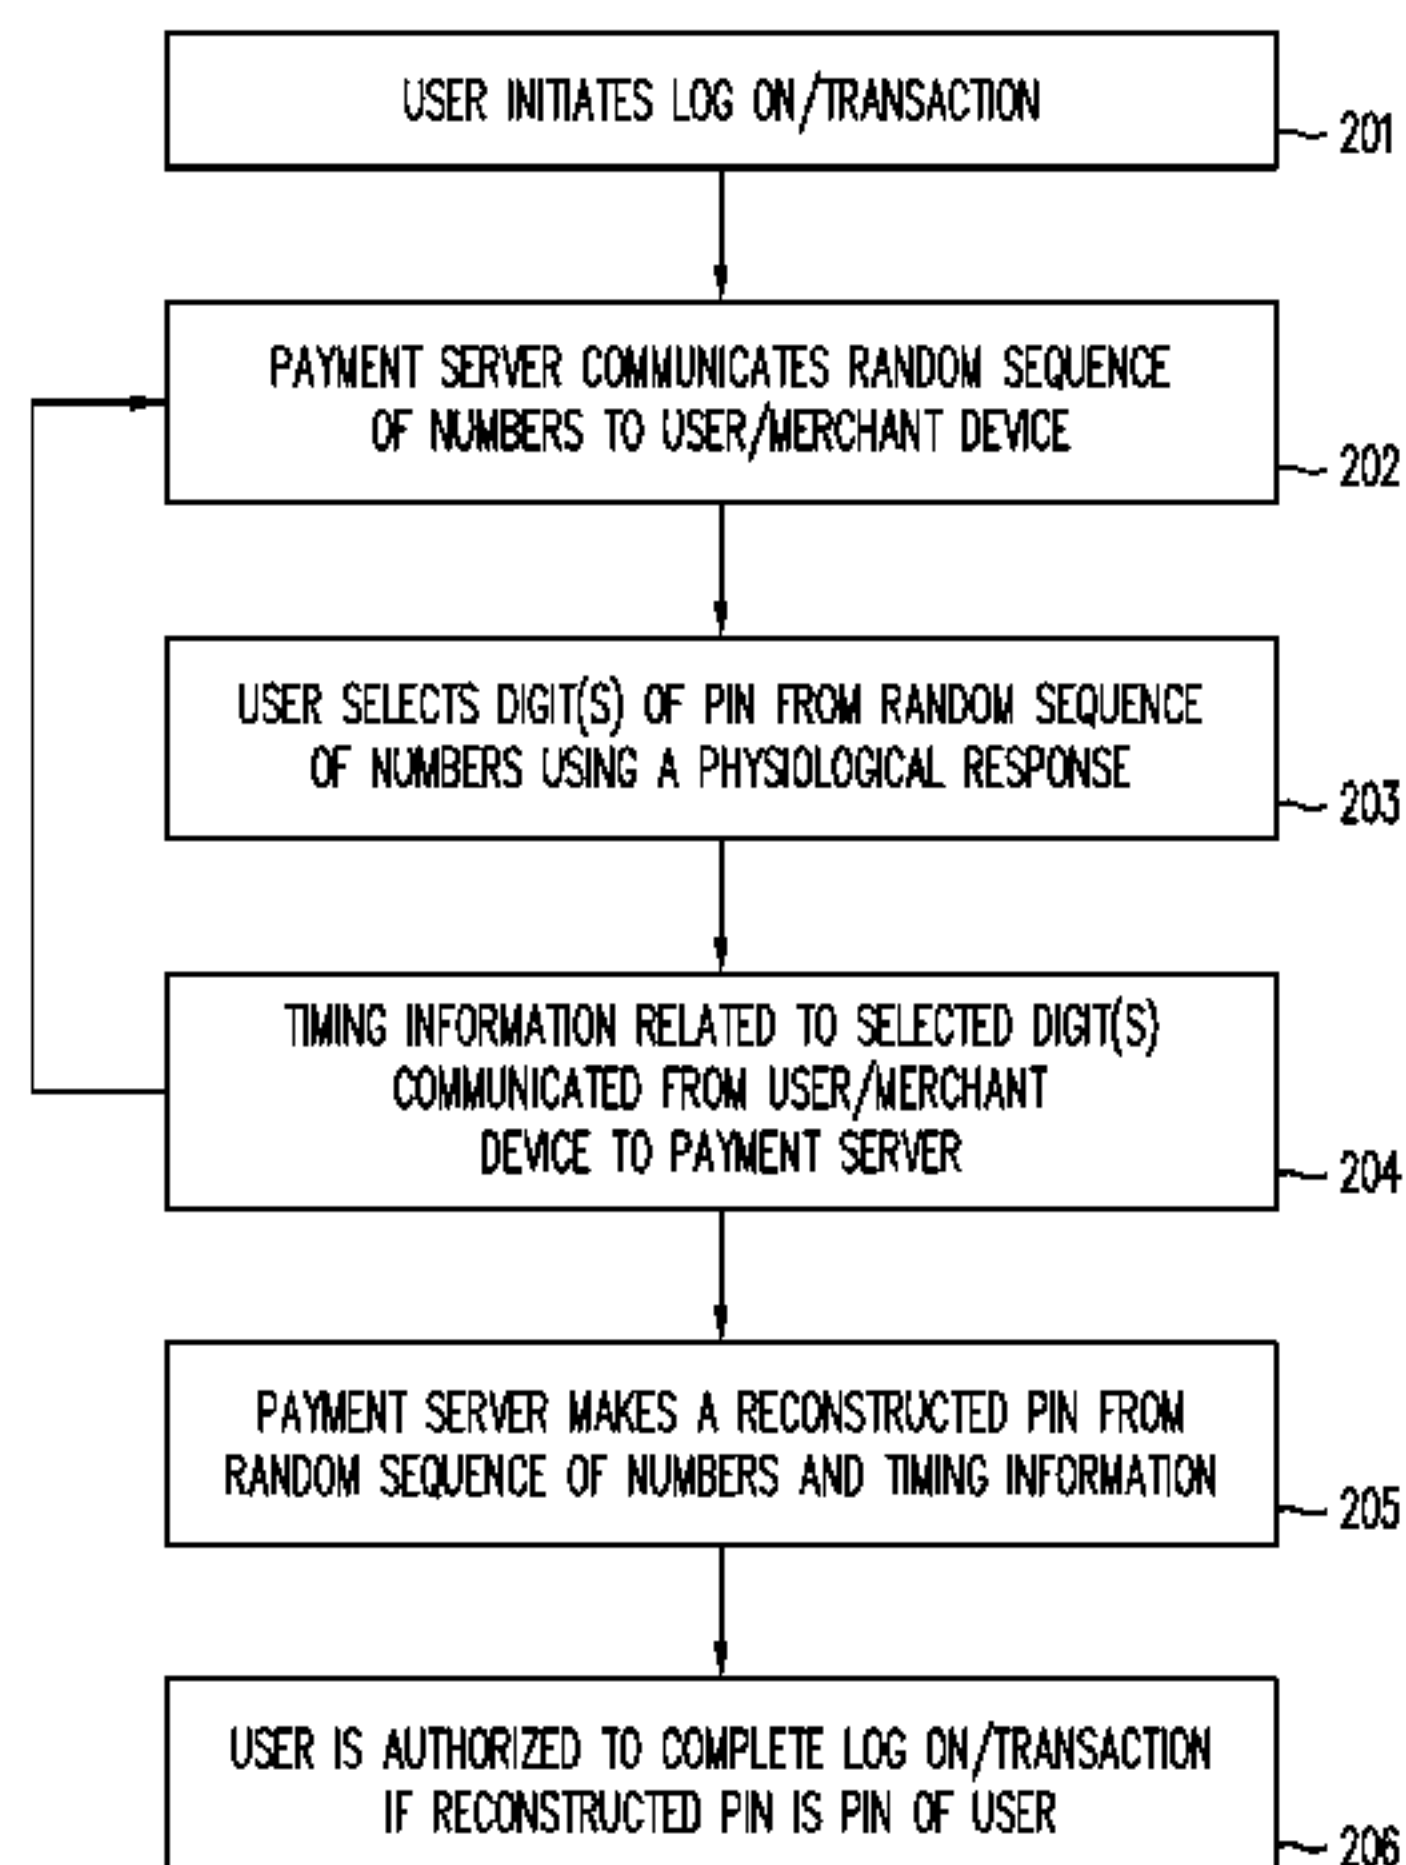 USER INITIATES LOG ON/TRANSACTION
201
PAYMENT SERVER COMMUNICATES RANDOM SEQUENCE
OF NUMBERS TO USER/MERCHANT DEVICE
202
USER SELECTS DIGIT(S) OF PIN FROM RANDOM SEQUENCE
OF NUMBERS USING A PHYSIOLOGICAL RESPONSE
203
TIMING INFORMATION RELATED TO SELECTED DIGIT(S)
COMMUNICATED FROM USER/MERCHANT
DEVICE TO PAYMENT SERVER
204
PAYMENT SERVER MAKES A RECONSTRUCTED PIN FROM
RANDOM SEQUENCE OF NUMBERS AND TIMING INFORMATION
205
USER IS AUTHORIZED TO COMPLETE LOG ON/TRANSACTION
IF RECONSTRUCTED PIN IS PIN OF USER
206